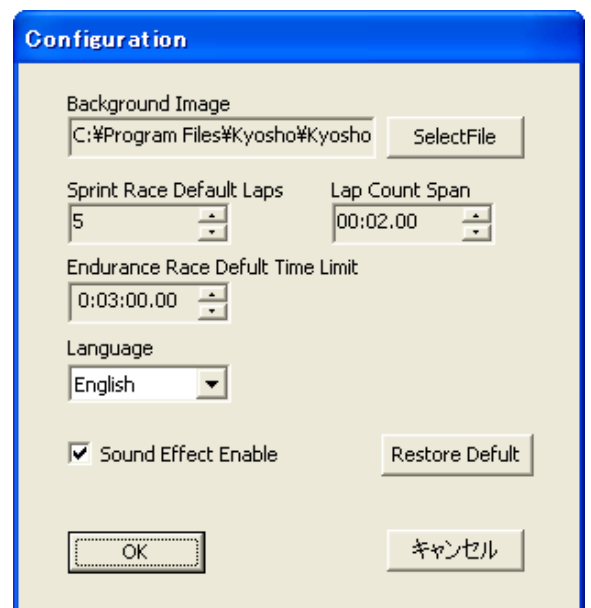 Configuration
Background Image
C:¥Program Files¥Kyosho¥Kyosho
SelectFile
Sprint Race Default Laps
Lap Count Span
5
00:02.00
Endurance Race Defult Time Limit
0:03:00.00
Language
English
Sound Effect Enable
Restore Defult
OK
キャンセル